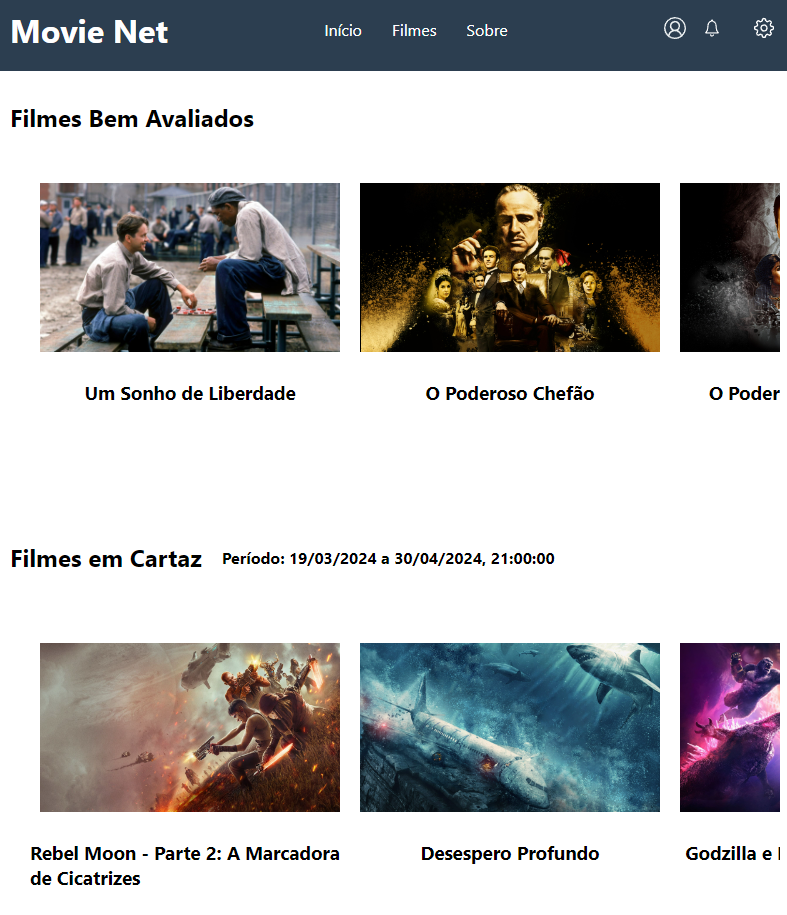 Movie Net
Início Filmes Sobre
Filmes Bem Avaliados
Um Sonho de Liberdade
O Poderoso Chefão
O Poder
Filmes em Cartaz
Período: 19/03/2024 a 30/04/2024, 21:00:00
Rebel Moon - Parte 2: A Marcadora
de Cicatrizes
Desespero Profundo
Godzilla e